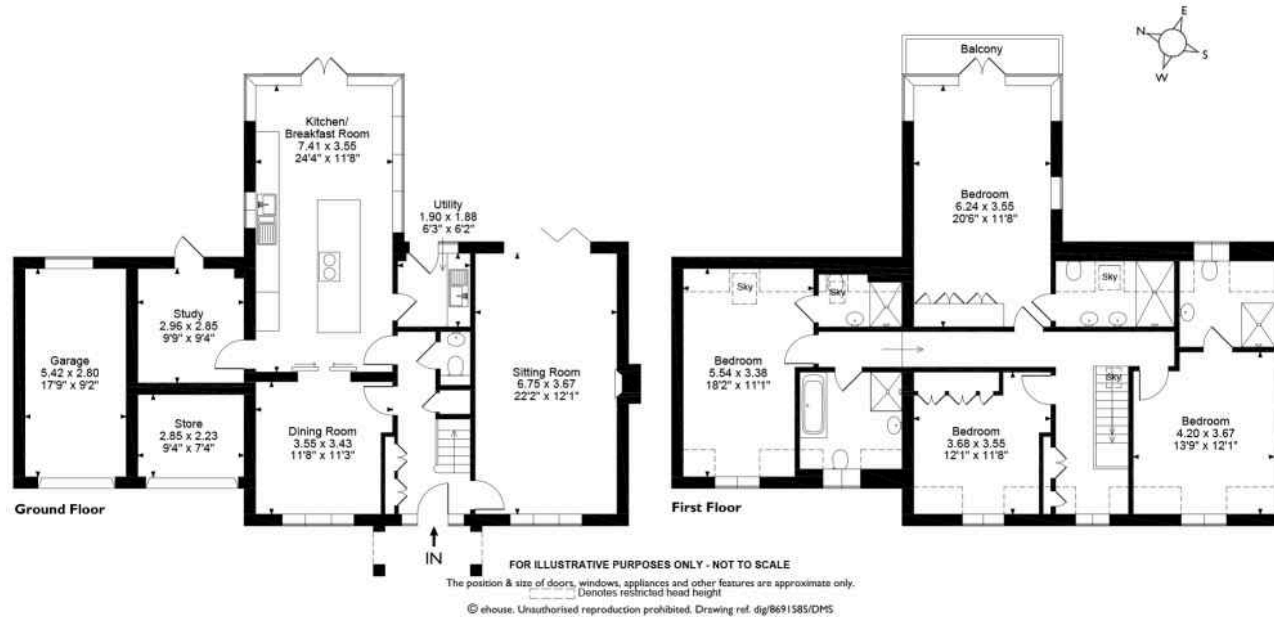 Balcony
N
E
S
W
Kitchen/
Breakfast Room
7.41 x 3.55
24'4" x 11'8"
Utility
1.90 x 1.88
6'3" x 6'2"
Study
2.96 x 2.85
9'9" x 9'4"
Garage
5.42 x 2.80
17'9" x 9'2"
Store
2.85 x 2.23
9'4" x 7'4"
Dining Room
3.55 x 3.43
11'8" x 11'3"
Sitting Room
6.75 x 3.67
22'2" x 12'1"
Ground Floor
IN
Bedroom
6.24 x 3.55
20'6" x 11'8"
Sky
Sky
Sky
Bedroom
5.54 x 3.38
18'2" x 11'1"
Sky
Bedroom
3.68 x 3.55
12'1" x 11'8"
Bedroom
4.20 x 3.67
13'9" x 12'1"
First Floor
FOR ILLUSTRATIVE PURPOSES ONLY - NOT TO SCALE
The position & size of doors, windows, appliances and other features are approximate only.
Denotes restricted head height
© ehouse. Unauthorised reproduction prohibited. Drawing ref. dig/8691585/DMS